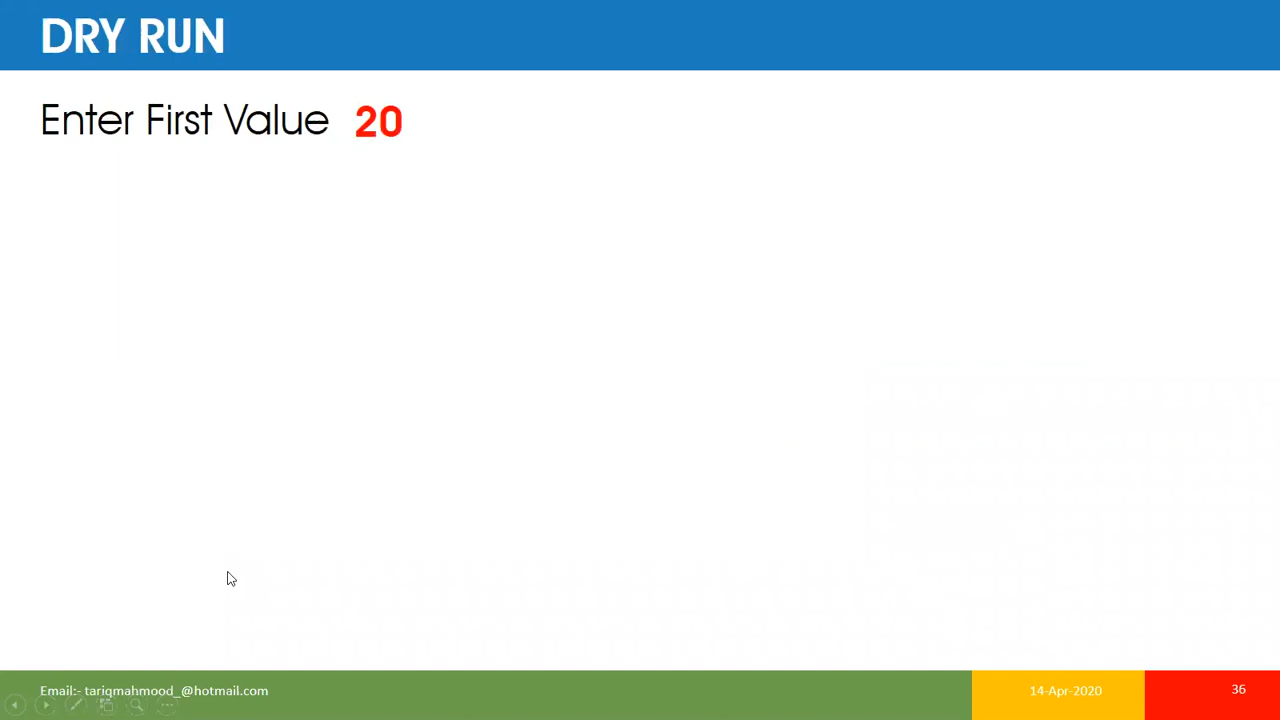 DRY RUN
Enter First Value 20
Email:- tariqmahmood_@hotmail.com
14-Apr-2020
36